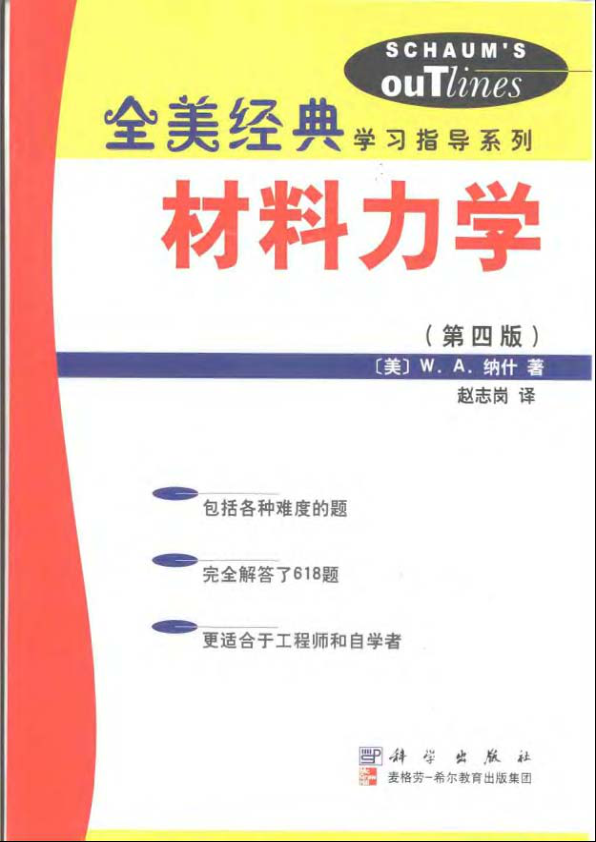 SCHAUM'S
ouTlines
全美经典 学习指导系列
材料力学
（第四版）
〔美〕W. A. 纳什 著
赵志岗 译
包括各种难度的题
完全解答了618题
更适合于工程师和自学者
科学出版社
麦格劳-希尔教育出版集团